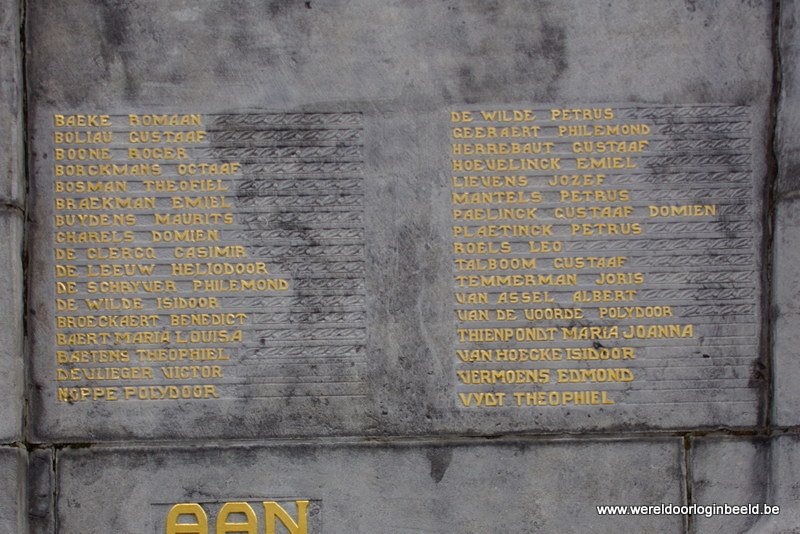 BAEKE ROMAAN
BOLIAU GUSTAAF
BOONE ROGER
BORCKMANS OCTAAF
BOSMAN THEOFIEL
BRAEKMAN EMIEL
BUYDENS MAURITS
CHARELS DOMIEN
DE CLERCQ CASIMIR
DE LEEUW HELIODOOR
DE SCHRYVER PHILEMOND
DE WILDE ISIDOOR
BROECKAERT BENEDICT
BAERT MARIA LOUISA
BABTENS THEOPHIEL
DEVLIEGER VICTOR
NOPPE POLYDOOR
DE WILDE PETRUS
GEERAERT PHILEMOND
HERREBAUT GUSTAAF
HOEVELINCK EMIEL
LIEVENS JOZEF
MANTELS PETRUS
PAELINCK GUSTAAF DOMIEN
PLAETINCK PETRUS
ROELS LEO
TALBOOM GUSTAAF
TEMMERMAN JORIS
VAN ASSEL ALBERT
VAN DE VOORDE POLYDOOR
THIENPONDT MARIA JOANNA
VAN HOECKE ISIDOOR
VERMOENS EDMOND
VYDT THEOPHIEL
AAN
www.wereldoorloginbeeld.be